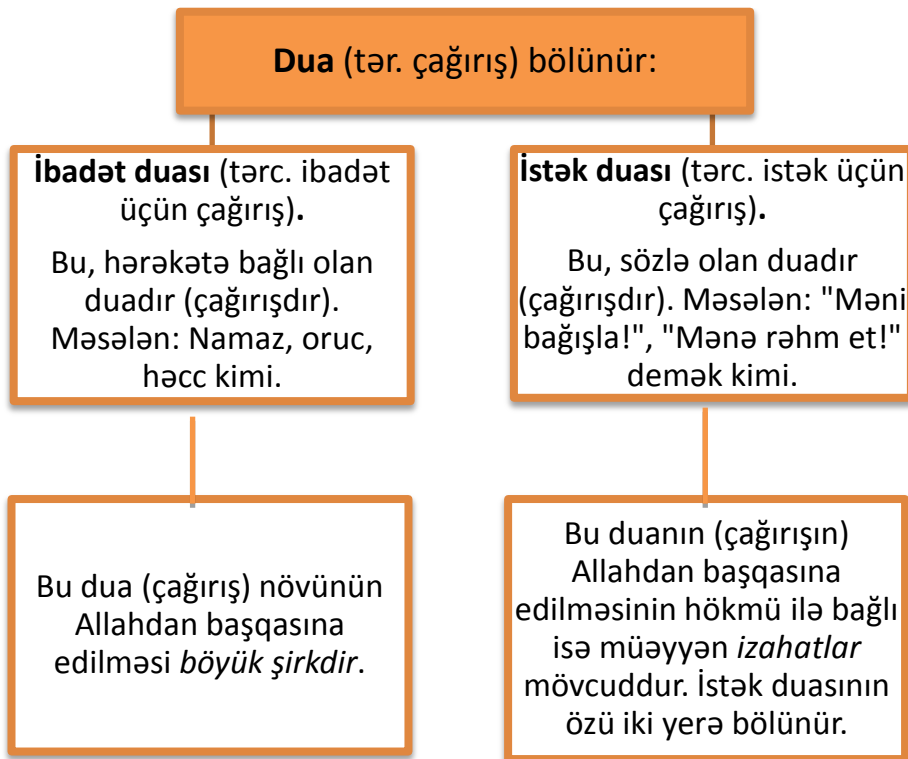 Dua (tər. çağırış) bölünür:
İbadət duası (tərc. ibadət
üçün çağırış).
Bu, hərəkətə bağlı olan
duadır (çağırışdır).
Məsələn: Namaz, oruc,
həcc kimi.
İstək duası (tərc. istək üçün
çağırış).
Bu, sözlə olan duadır
(çağırışdır). Məsələn: "Məni
bağışla!", "Mənə rəhm et!"
demək kimi.
Bu dua (çağırış) növünün
Allahdan başqasına
edilməsi böyük şirkdir.
Bu duanın (çağırışın)
Allahdan başqasına
edilməsinin hökmü ilə bağlı
isə müəyyən izahatlar
mövcuddur. İstək duasının
özü iki yerə bölünür.